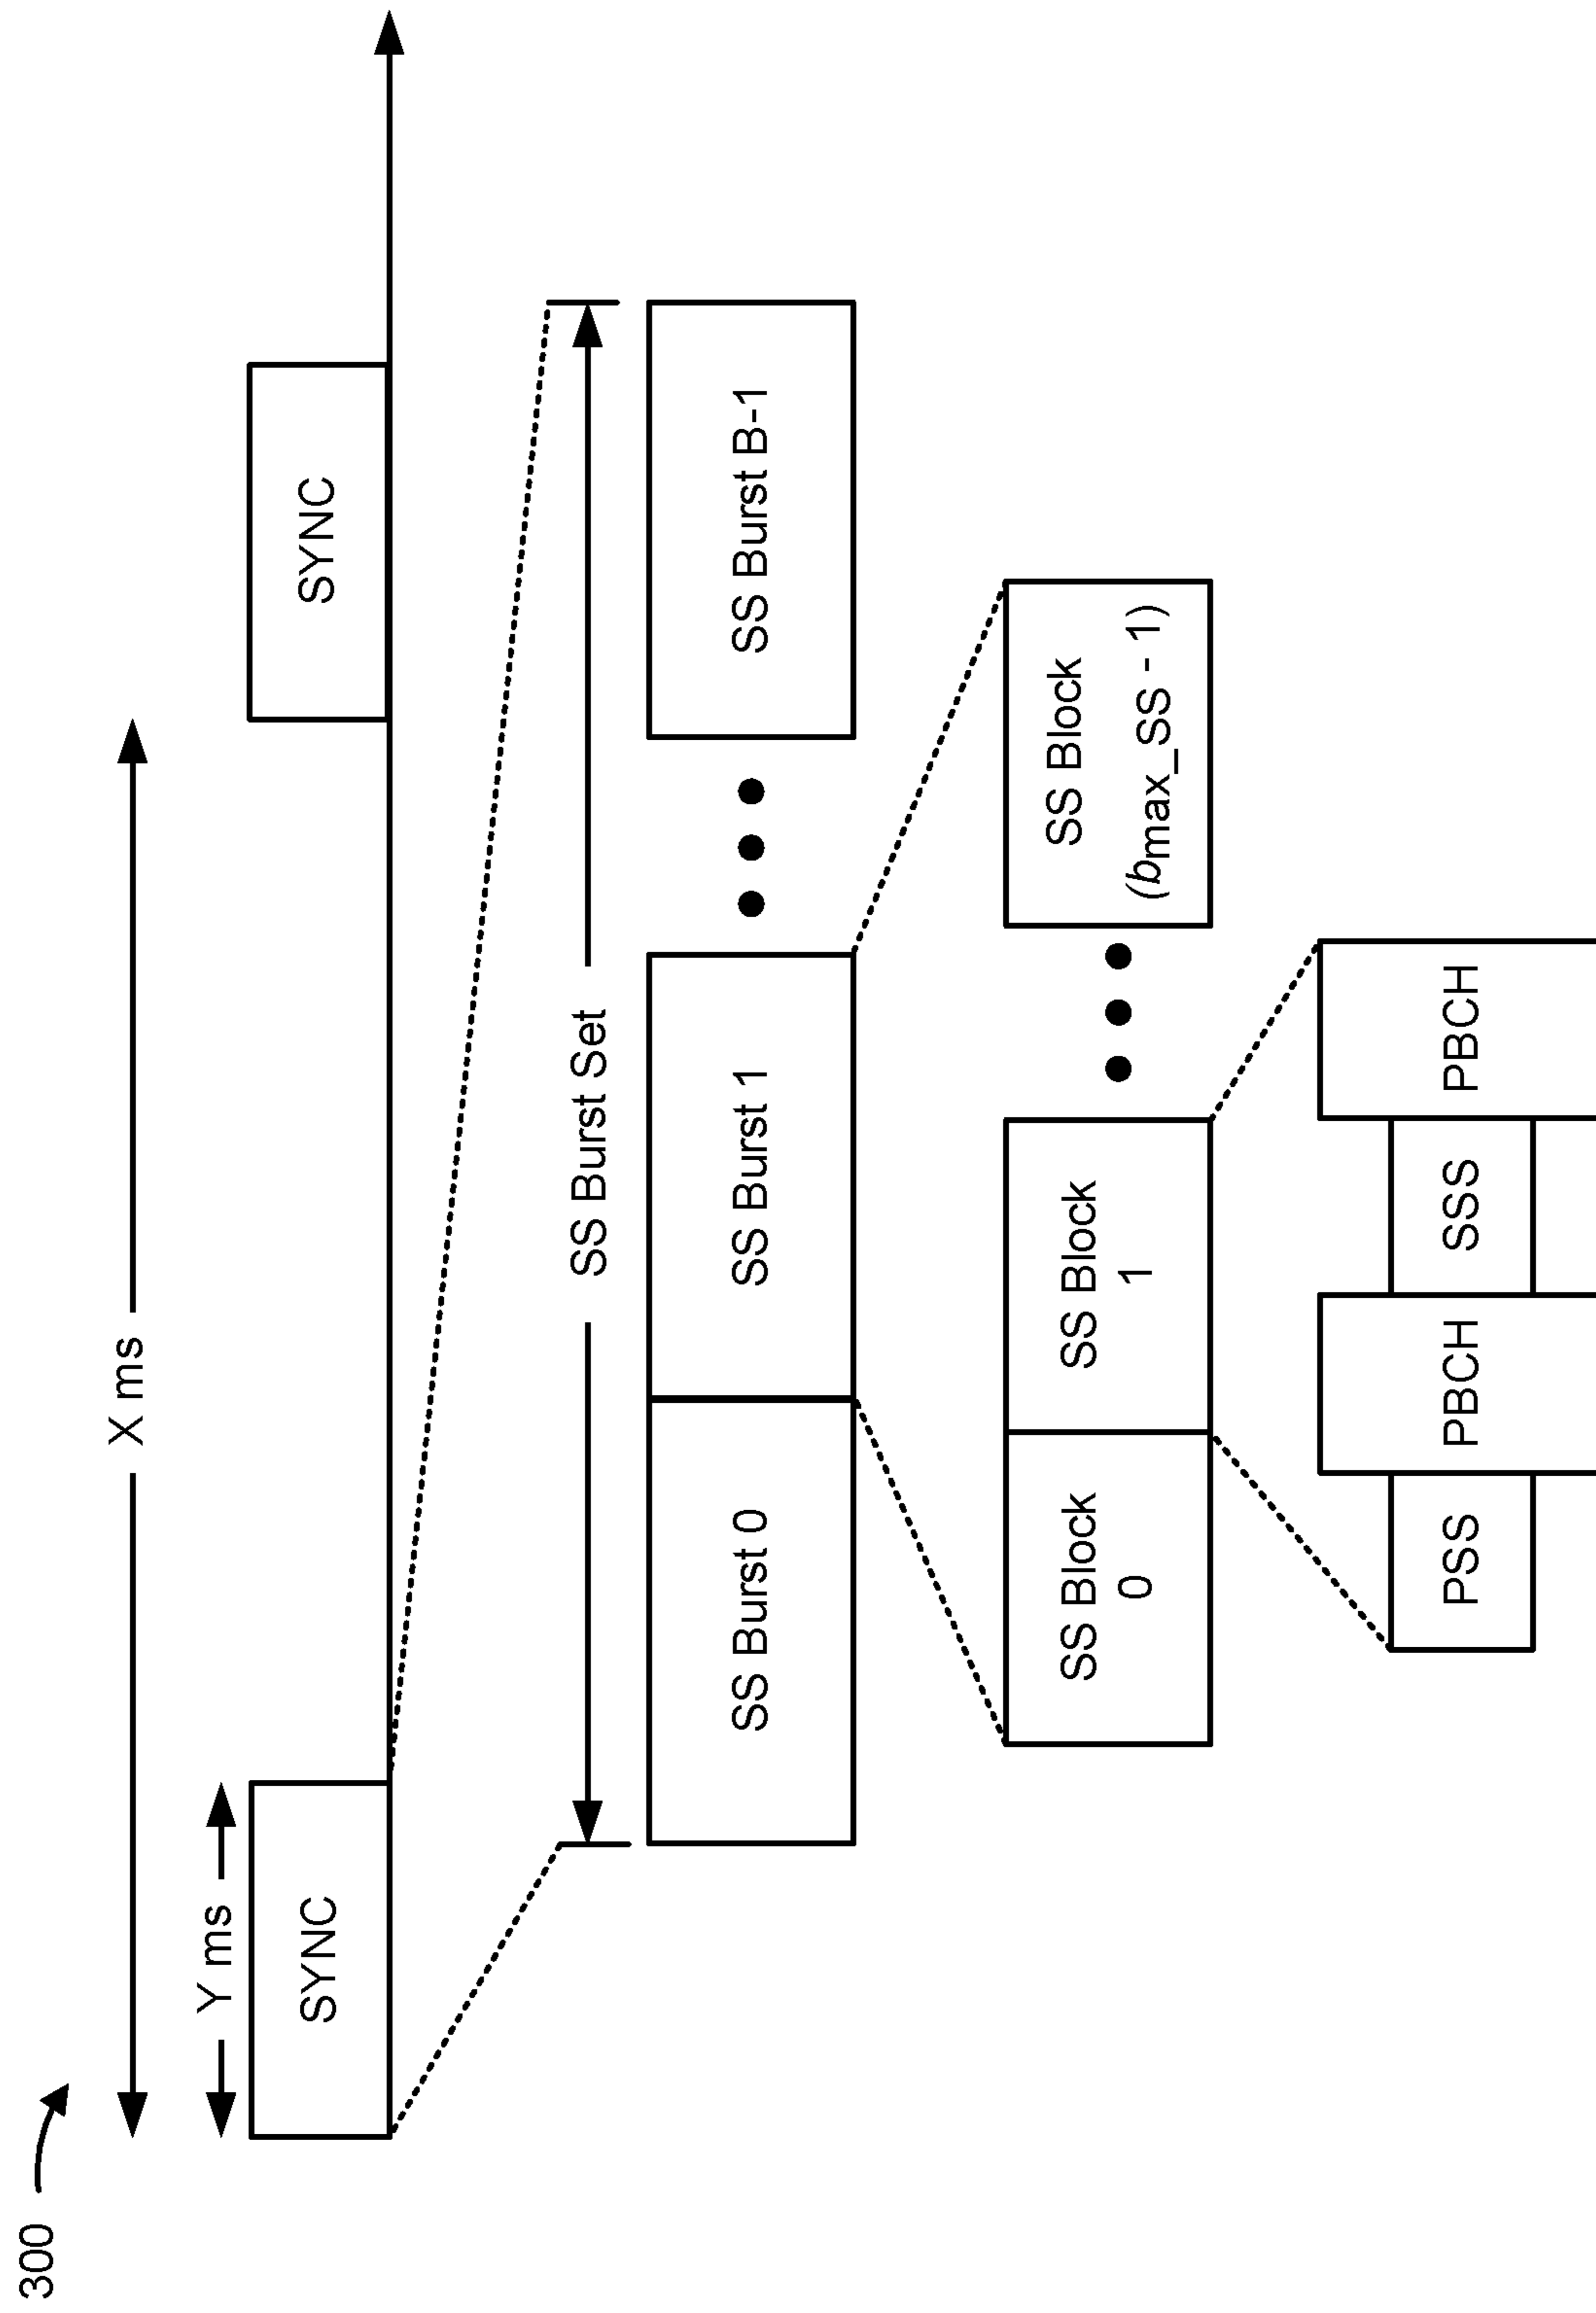 300
X ms
Y ms
SYNC
SYNC
SS Burst Set
SS Burst 0
SS Burst 1
SS Burst B-1
SS Block
0
SS Block
1
SS Block
(bmax_SS - 1)
PSS
PBCH
SSS
PBCH